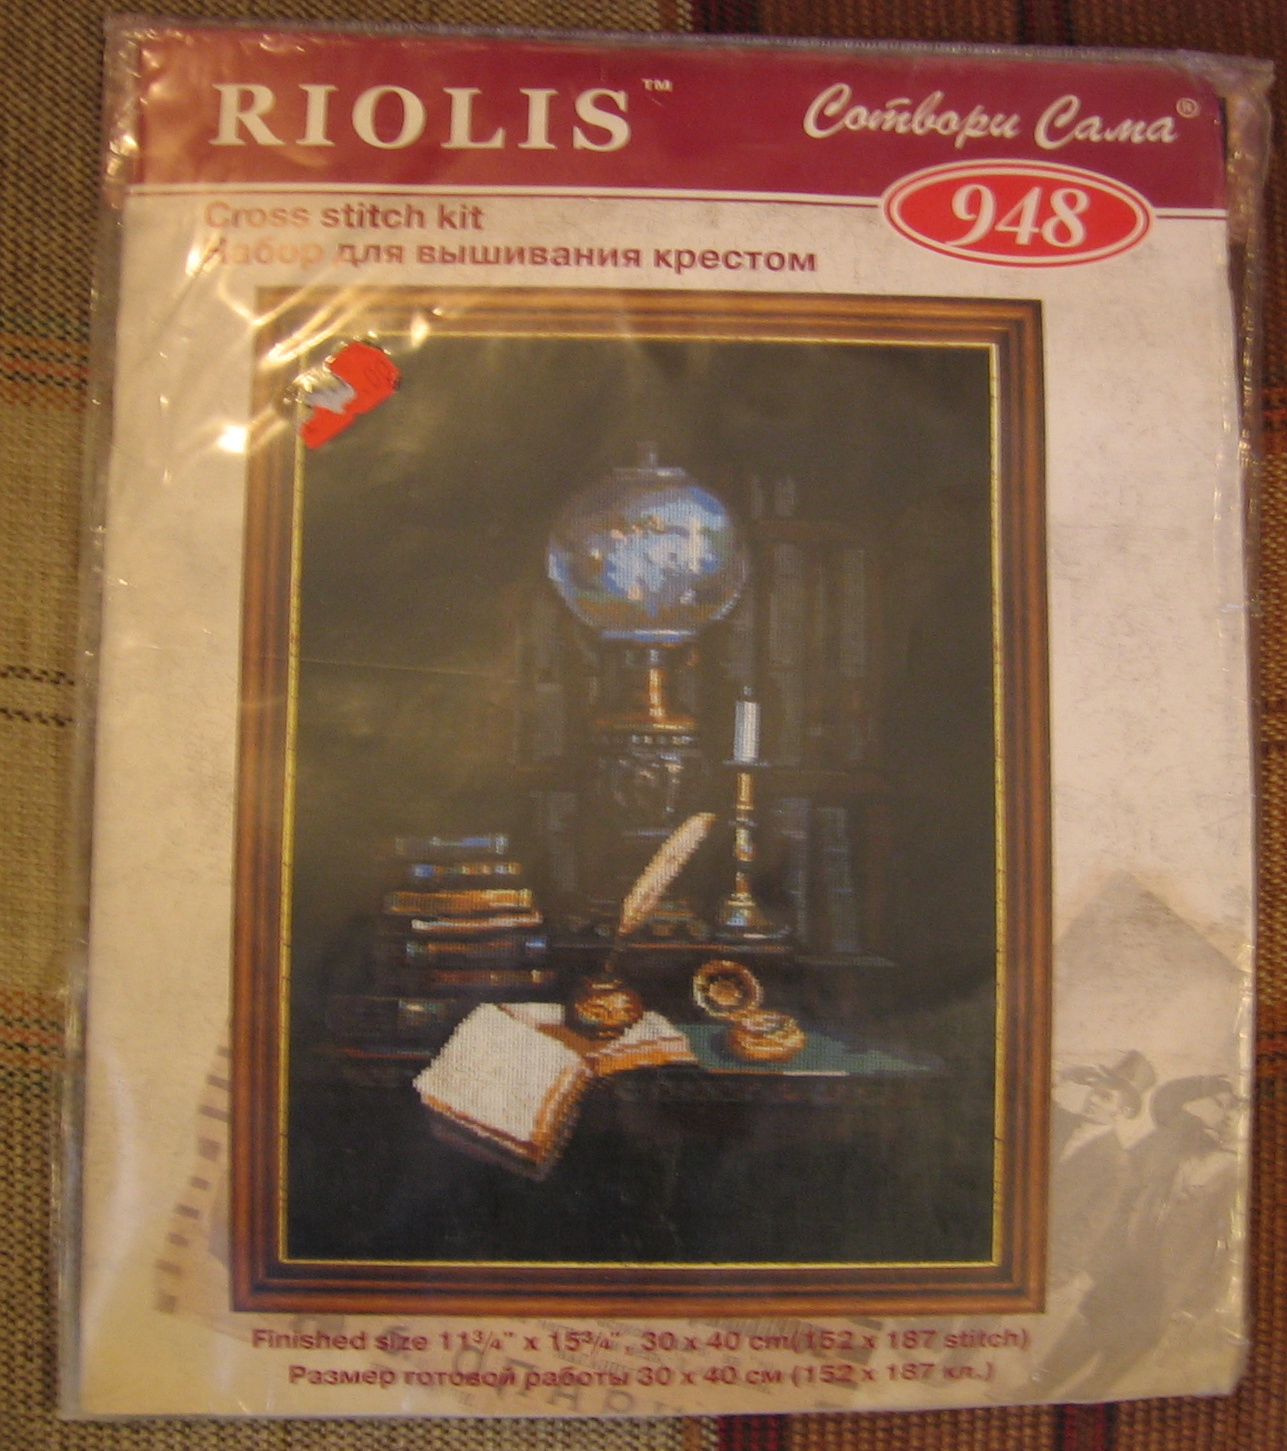 RIOLIS™
Сотвори Сама®
948
Cross stitch kit
Набор для вышивания крестом
Finished size 11¾" x 15¾", 30 x 40 cm(152 x 187 stitch)
Размер готовой работы 30 x 40 см (152 x 187 кл.)